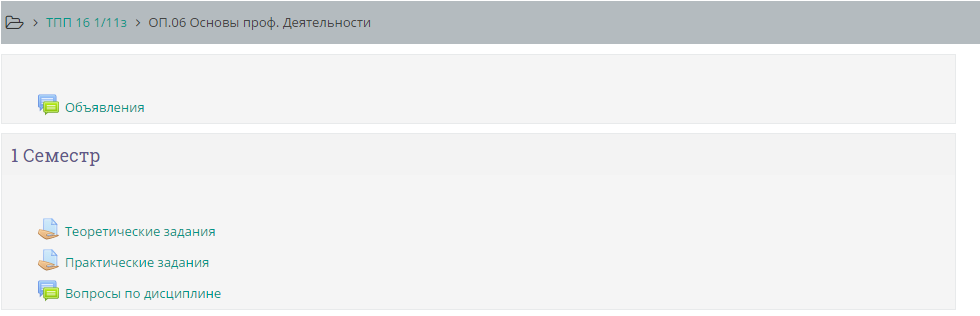 ТПП 16 1/11з > ОП.06 Основы проф. Деятельности
Объявления
1 Семестр
Теоретические задания
Практические задания
Вопросы по дисциплине